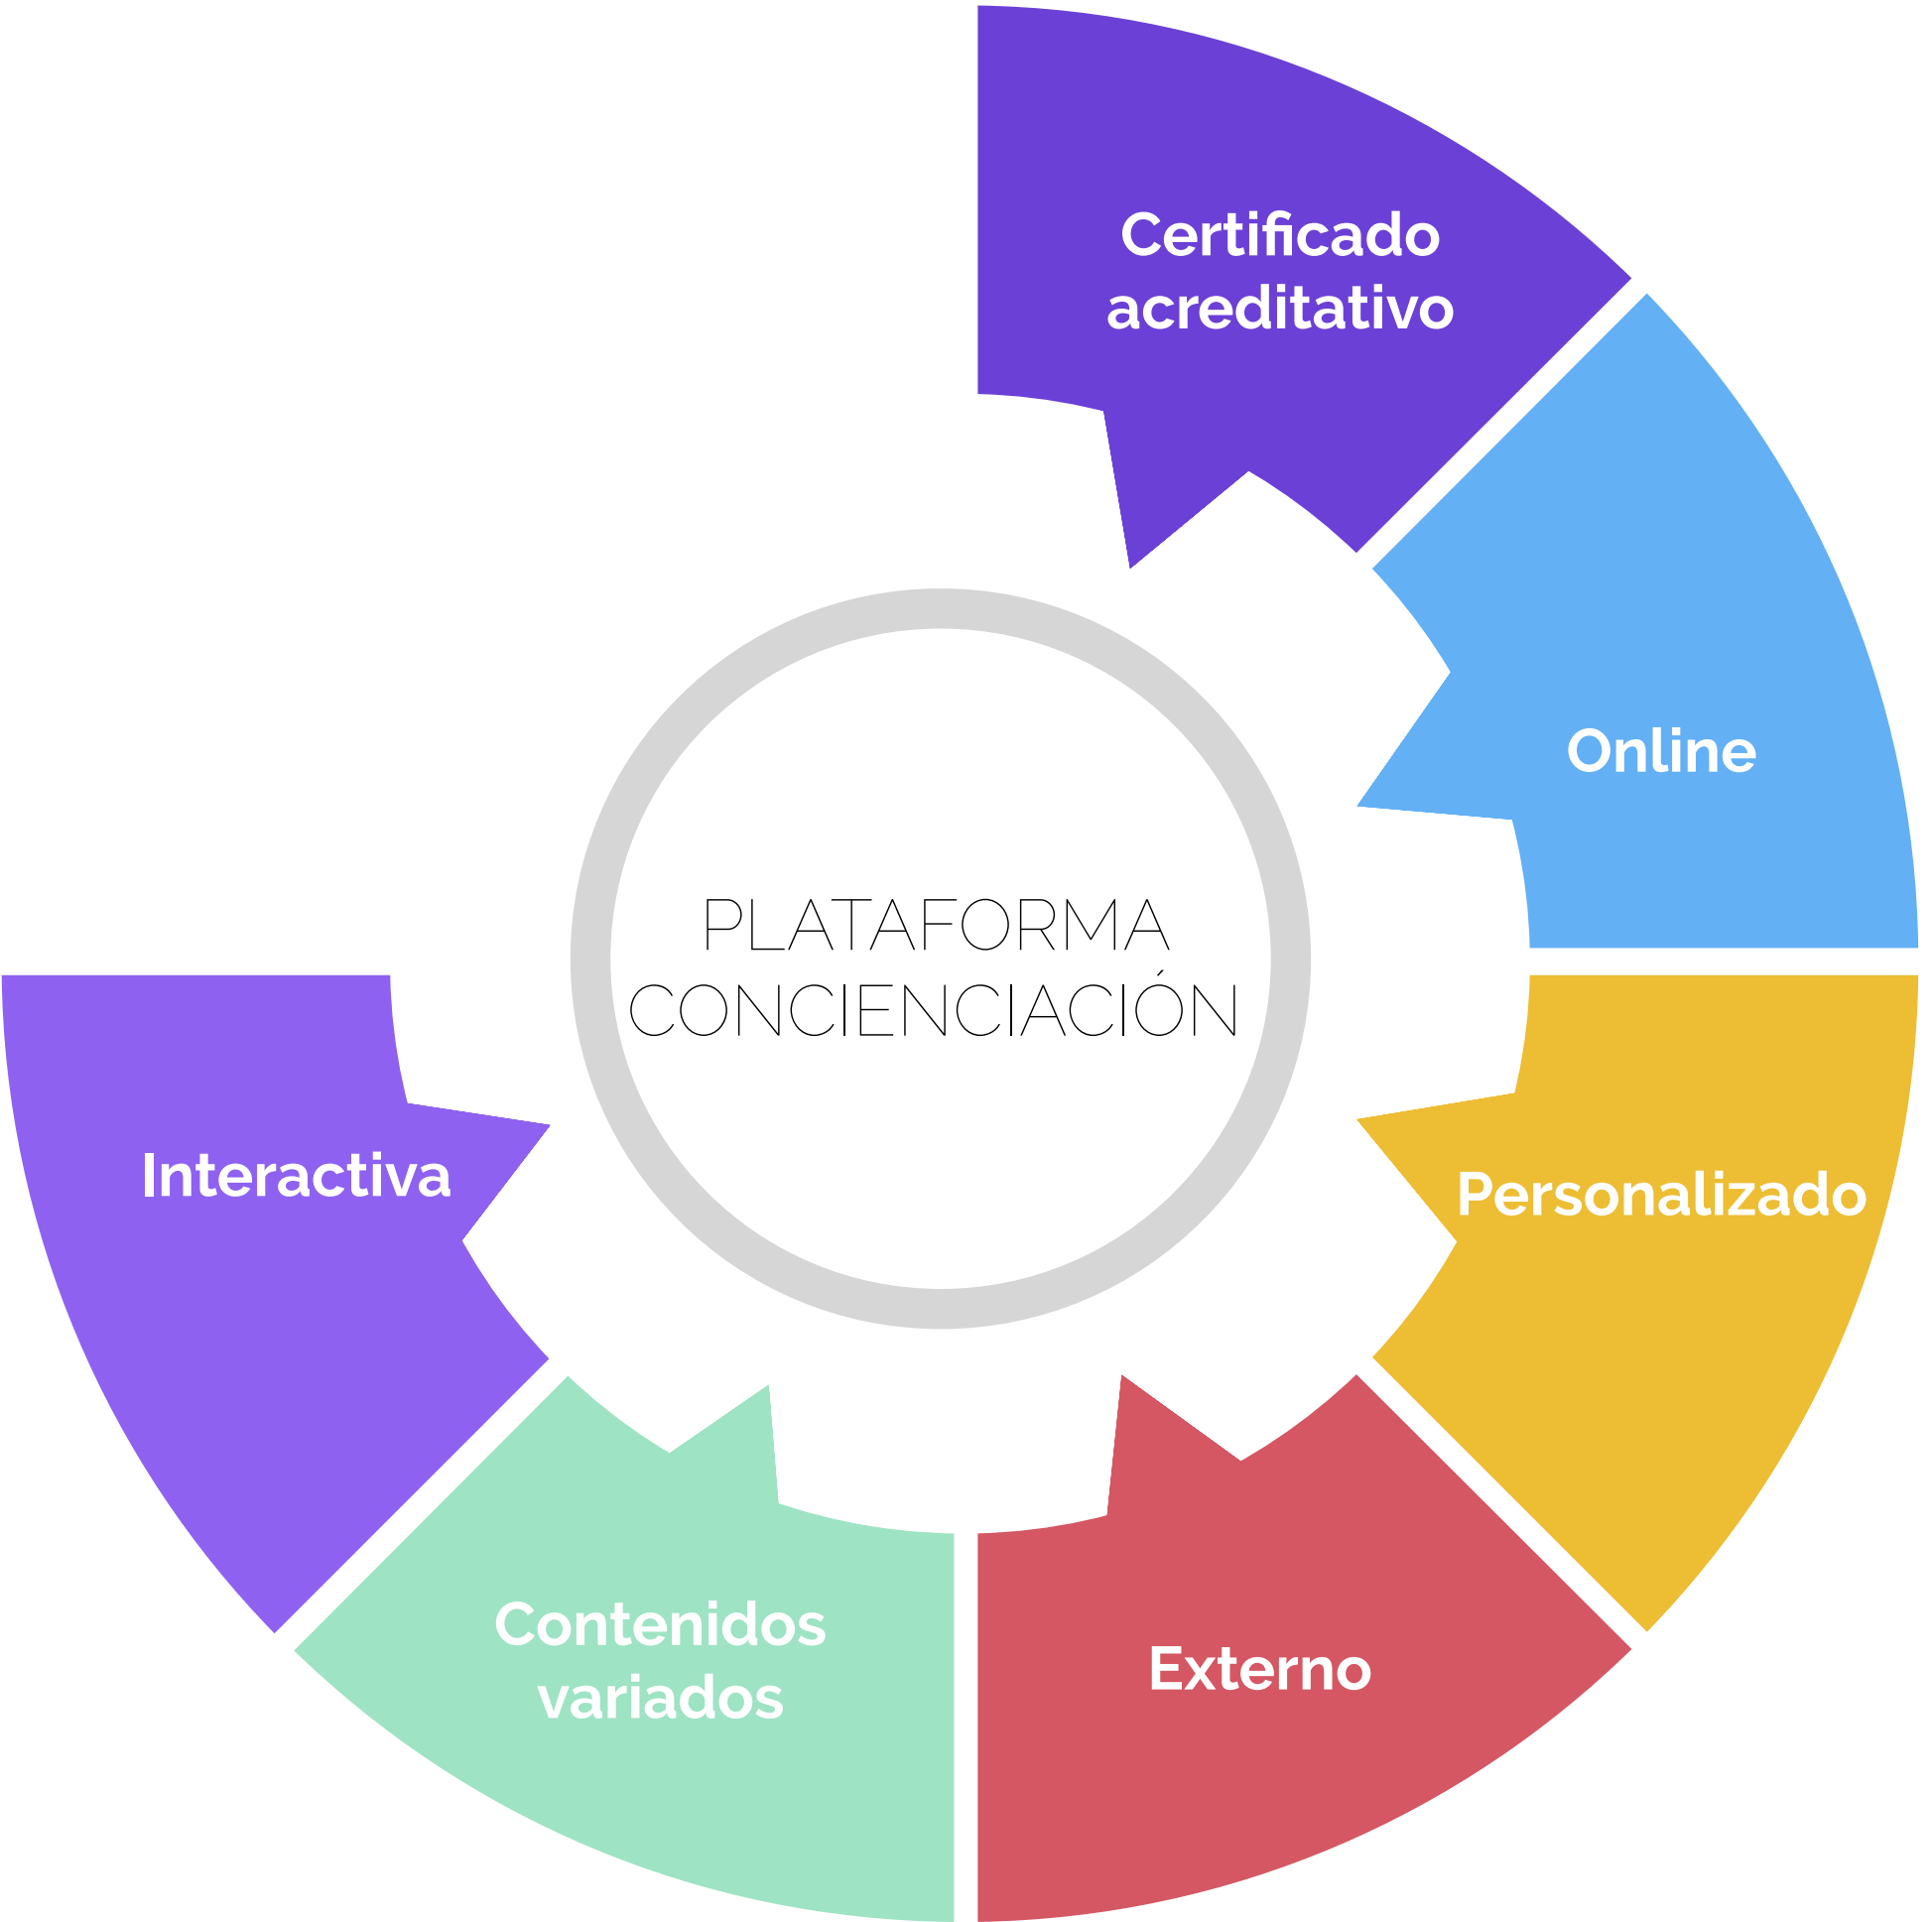 Certificado
acreditativo
Online
PLATAFORMA
CONCIENCIACIÓN
Interactiva
Personalizado
Contenidos
variados
Externo